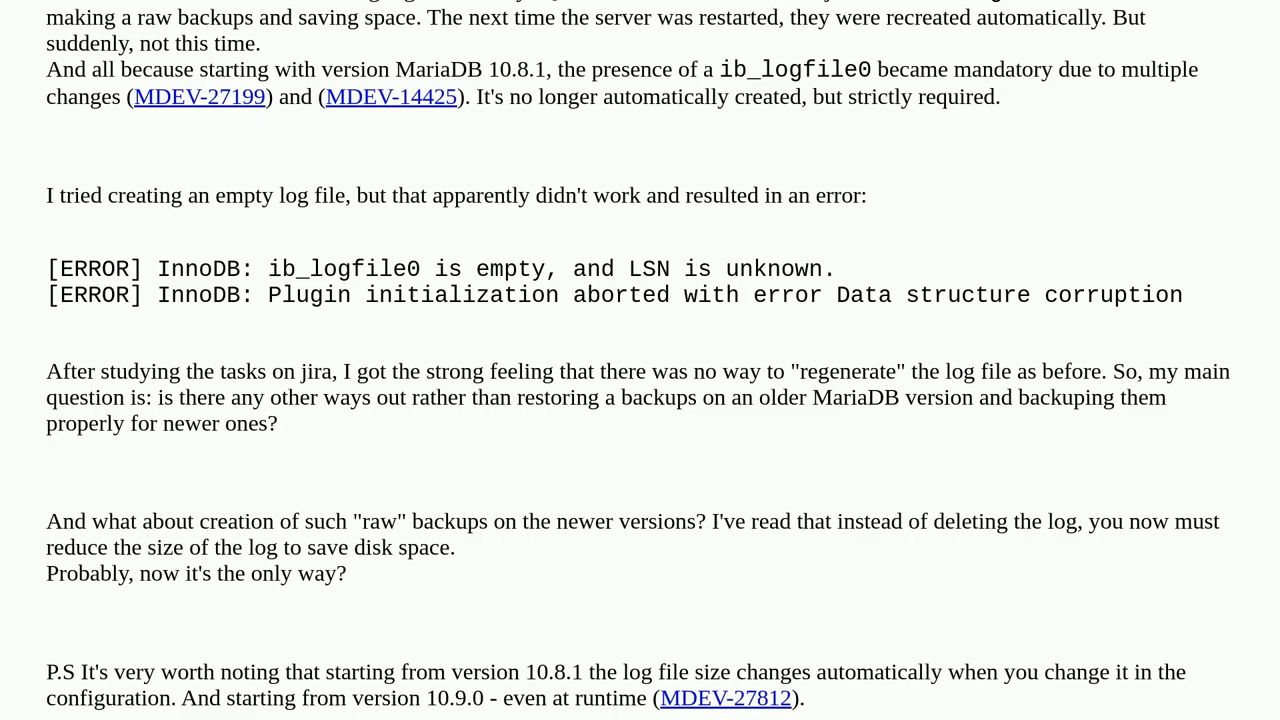 making a raw backups and saving space. The next time the server was restarted, they were recreated automatically. But
suddenly, not this time.
And all because starting with version MariaDB 10.8.1, the presence of a ib_logfile0 became mandatory due to multiple
changes (MDEV-27199) and (MDEV-14425). It's no longer automatically created, but strictly required.
I tried creating an empty log file, but that apparently didn't work and resulted in an error:
[ERROR] InnoDB: ib_logfile0 is empty, and LSN is unknown.
[ERROR] InnoDB: Plugin initialization aborted with error Data structure corruption
After studying the tasks on jira, I got the strong feeling that there was no way to "regenerate" the log file as before. So, my main
question is: is there any other ways out rather than restoring a backups on an older MariaDB version and backuping them
properly for newer ones?
And what about creation of such "raw" backups on the newer versions? I've read that instead of deleting the log, you now must
reduce the size of the log to save disk space.
Probably, now it's the only way?
P.S It's very worth noting that starting from version 10.8.1 the log file size changes automatically when you change it in the
configuration. And starting from version 10.9.0 - even at runtime (MDEV-27812).